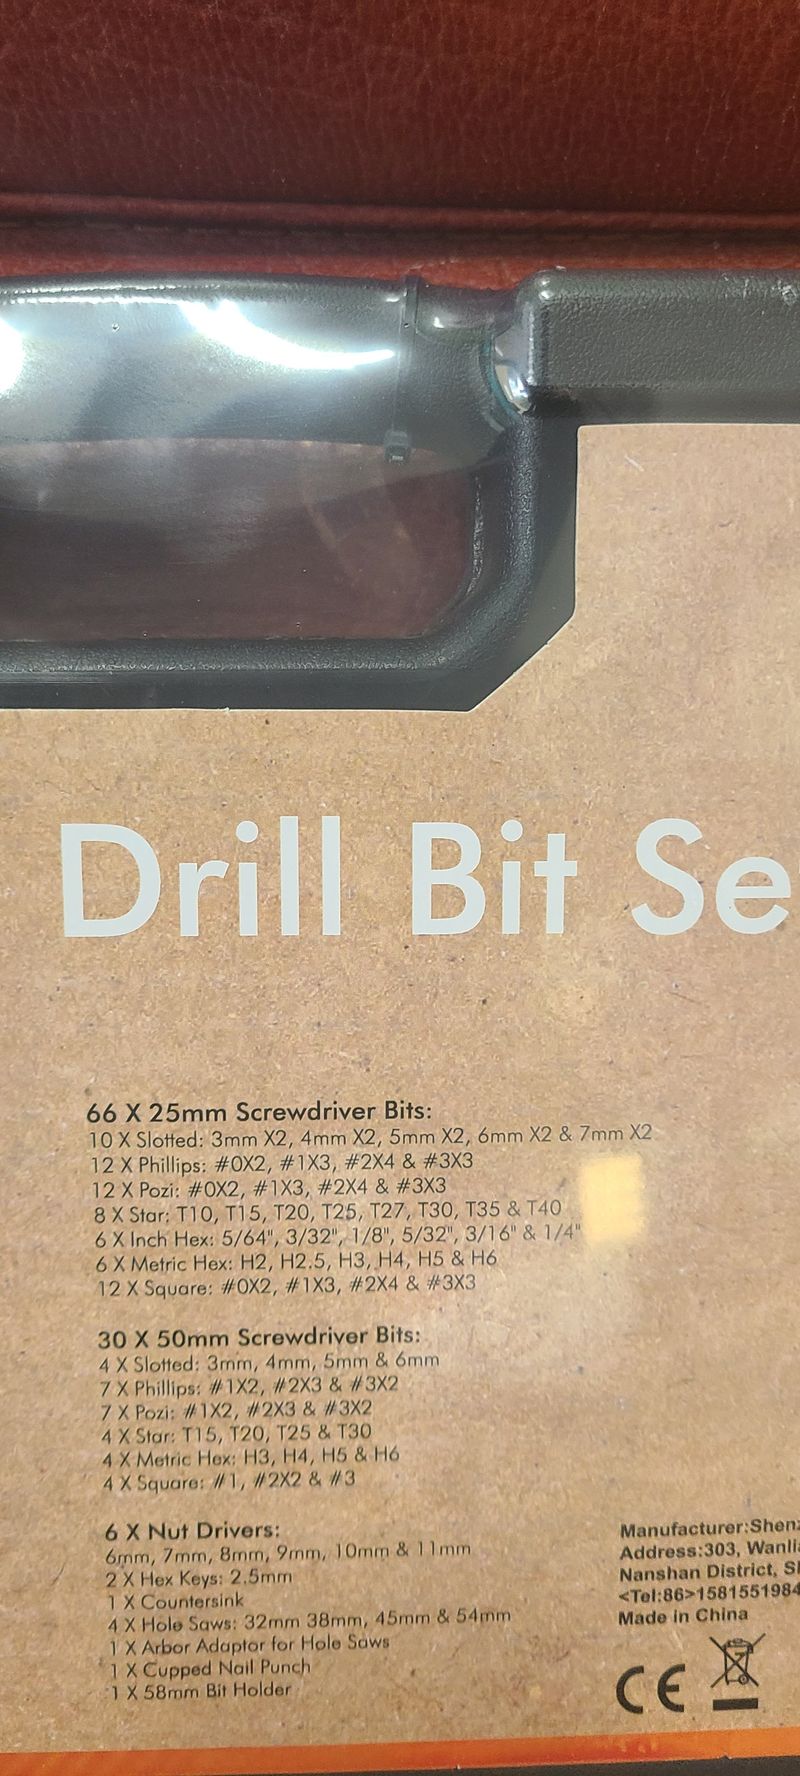 Drill Bit Se
66 X 25mm Screwdriver Bits:
10 X Slotted: 3mm X2, 4mm X2, 5mm X2, 6mm X2 & 7mm X2
12 X Phillips: #0X2, #1X3, #2X4 & #3X3
12 X Pozi: #0X2, #1X3, #2X4 & #3X3
8 X Star: T10, T15, T20, T25, T27, T30, T35 & T40
6 X Inch Hex: 5/64", 3/32", 1/8", 5/32", 3/16" & 1/4"
6 X Metric Hex: H2, H2.5, H3, H4, H5 & H6
12 X Square: #0X2, #1X3, #2X4 & #3X3
30 X 50mm Screwdriver Bits:
4 X Slotted: 3mm, 4mm, 5mm & 6mm
7 X Phillips: #1X2, #2X3 & #3X2
7 X Pozi: #1X2, #2X3 & #3X2
4 X Star: T15, T20, T25 & T30
4 X Metric Hex: H3, H4, H5 & H6
4 X Square: #1, #2X2 & #3
6 X Nut Drivers:
6mm, 7mm, 8mm, 9mm, 10mm & 11mm
2 X Hex Keys: 2.5mm
1 X Countersink
4 X Hole Saws: 32mm 38mm, 45mm & 54mm
1 X Arbor Adaptor for Hole Saws
1 X Cupped Nail Punch
1 X 58mm Bit Holder
Manufacturer:Shenz
Address:303, Wanlia
Nanshan District, Sh
<Tel:86>1581551984
Made in China
CE